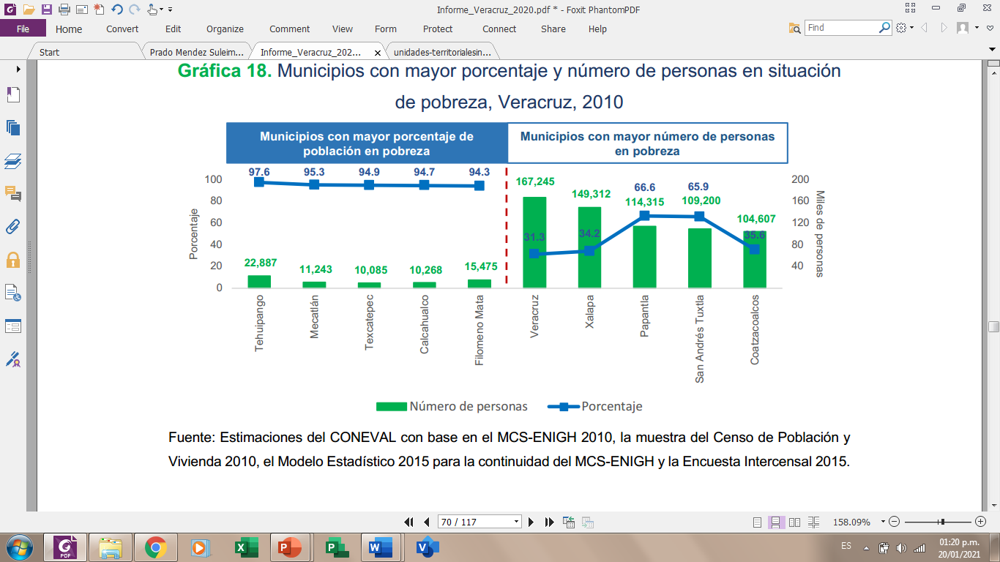 Informe_Veracruz_2020.pdf * - Foxit PhantomPDF
File Home Convert Edit Organize Comment View Form Protect Connect Share Help
Find
Start
Prado Mendez Suleim...
Informe_Veracruz_202...
unidades-territorialesin...
Gráfica 18. Municipios con mayor porcentaje y número de personas en situación
de pobreza, Veracruz, 2010
Municipios con mayor porcentaje de
población en pobreza
Municipios con mayor número de personas
en pobreza
Porcentaje
100
80
60
40
20
0
97.6 95.3 94.9 94.7 94.3
22,887 11,243 10,085 10,268 15,475
167,245 149,312 114,315 109,200 104,607
31.3 34.2 66.6 65.9 35.6
200
160
120
80
40
Miles de personas
Tehuipango
Mecatlán
Texcatepec
Calcahualco
Filomeno Mata
Veracruz
Xalapa
Papantla
San Andrés Tuxtla
Coatzacoalcos
Número de personas Porcentaje
Fuente: Estimaciones del CONEVAL con base en el MCS-ENIGH 2010, la muestra del Censo de Población y
Vivienda 2010, el Modelo Estadístico 2015 para la continuidad del MCS-ENIGH y la Encuesta Intercensal 2015.
70 / 117
158.09%
PDF
ES
01:20 p.m.
20/01/2021